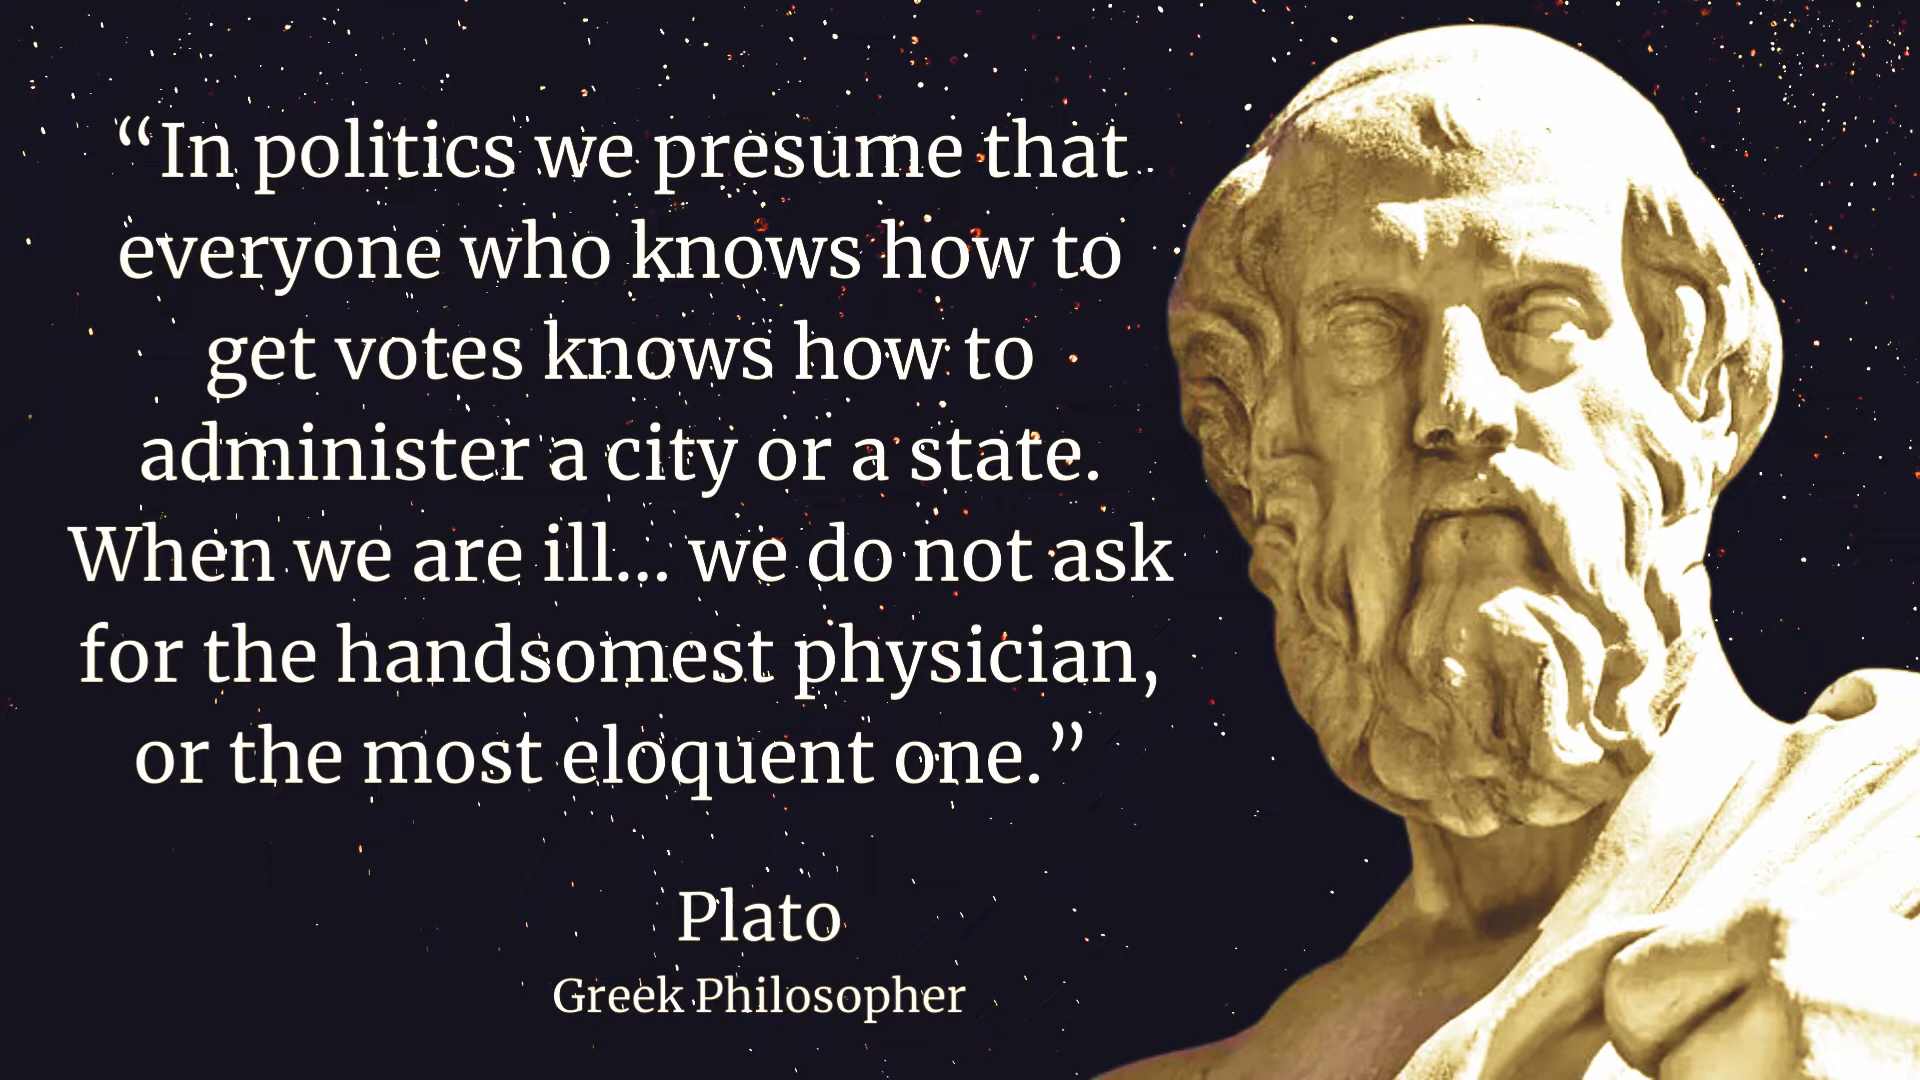 “In politics we presume that
everyone who knows how to
get votes knows how to
administer a city or a state.
When we are ill... we do not ask
for the handsomest physician,
or the most eloquent one.”
Plato
Greek Philosopher